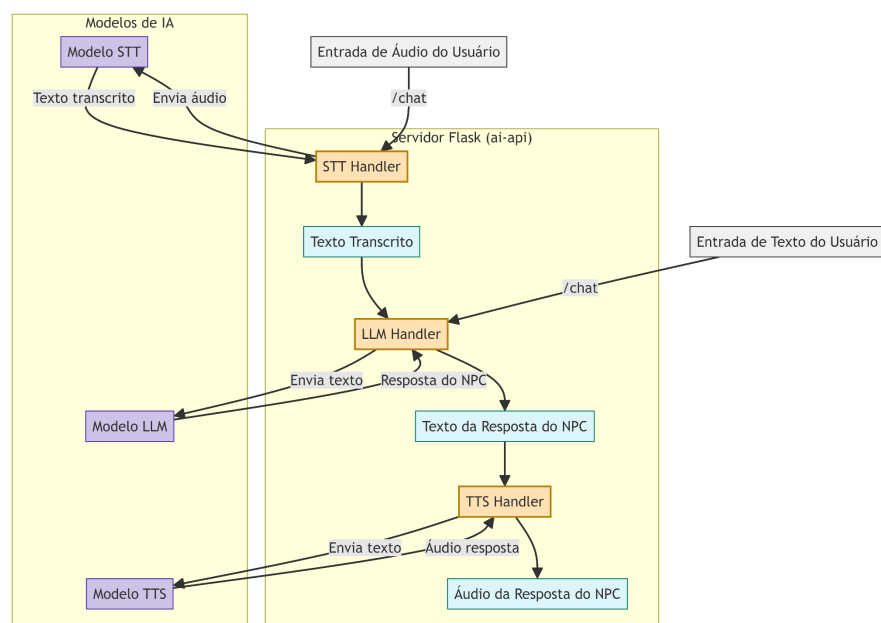 Modelos de IA
Modelo STT
Entrada de Áudio do Usuário
Texto transcrito
Envia áudio
/chat
Servidor Flask (ai-api)
STT Handler
Texto Transcrito
Entrada de Texto do Usuário
/chat
LLM Handler
Envia texto
Resposta do NPC
Modelo LLM
Texto da Resposta do NPC
TTS Handler
Envia texto
Áudio resposta
Modelo TTS
Áudio da Resposta do NPC